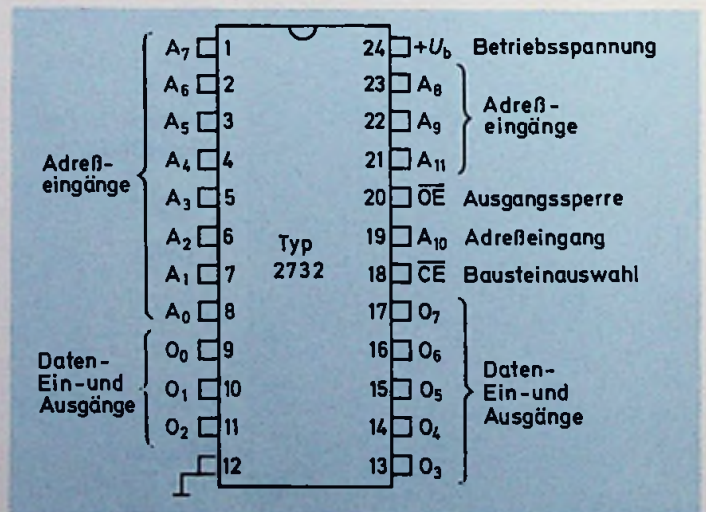 A₇ 1 24 +U_b Betriebsspannung
A₆ 2 23 A₈
A₅ 3 22 A₉
A₄ 4 21 A₁₁
Adreß-
eingänge
Adreß-
eingänge
A₃ 5 20 O̅E̅ Ausgangssperre
A₂ 6 19 A₁₀ Adreßeingang
Typ
2732
A₁ 7 18 C̅E̅ Bausteinauswahl
A₀ 8 17 O₇
O₀ 9 16 O₆
O₁ 10 15 O₅
O₂ 11 14 O₄
12 13 O₃
Daten-
Ein-und
Ausgänge
Daten-
Ein-und
Ausgänge